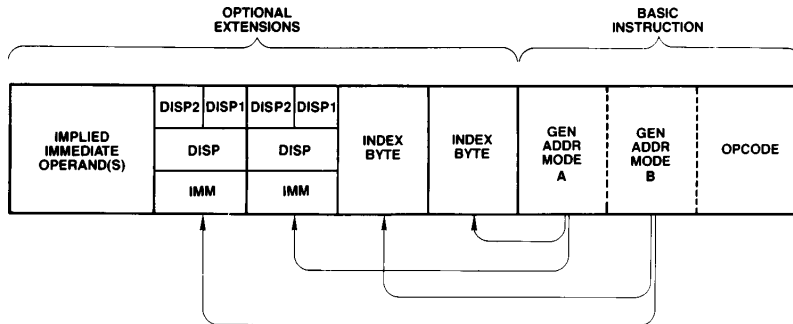 OPTIONAL
EXTENSIONS
BASIC
INSTRUCTION
IMPLIED
IMMEDIATE
OPERAND(S)
DISP2 DISP1
DISP
IMM
DISP2 DISP1
DISP
IMM
INDEX
BYTE
INDEX
BYTE
GEN
ADDR
MODE
A
GEN
ADDR
MODE
B
OPCODE